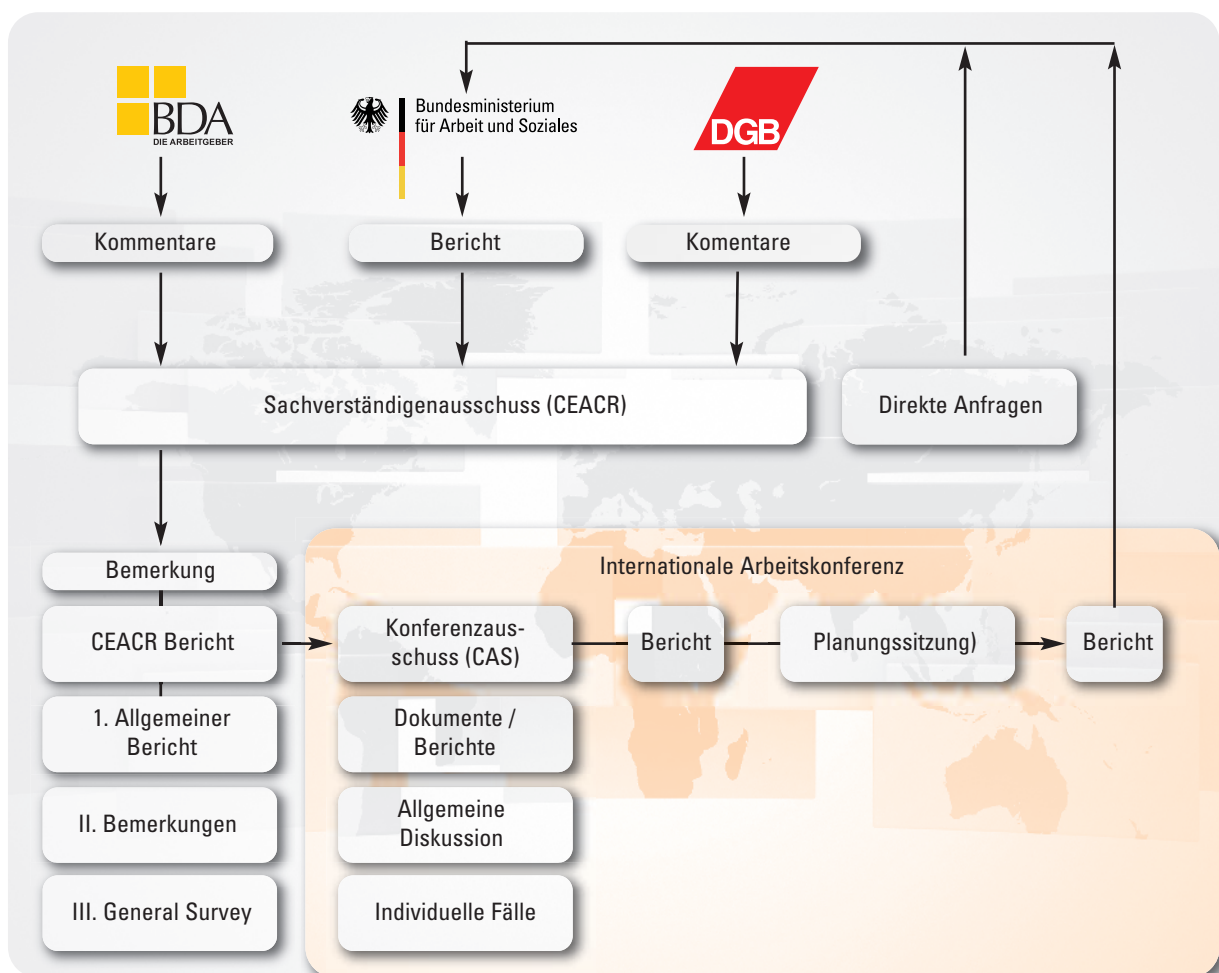 BDA
DIE ARBEITGEBER
Bundesministerium
für Arbeit und Soziales
DGB
Kommentare
Bericht
Komentare
Sachverständigenausschuss (CEACR)
Direkte Anfragen
Bemerkung
Internationale Arbeitskonferenz
CEACR Bericht
Konferenzaus-
schuss (CAS)
Bericht
Planungssitzung)
Bericht
1. Allgemeiner
Bericht
Dokumente /
Berichte
II. Bemerkungen
Allgemeine
Diskussion
III. General Survey
Individuelle Fälle